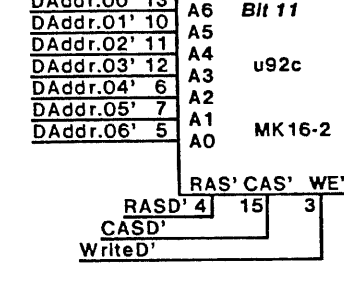 DAddr.00' 13 A6 Bit 11
DAddr.01' 10 A5
DAddr.02' 11 A4
DAddr.03' 12 A3 u92c
DAddr.04' 6 A2
DAddr.05' 7 A1 MK16-2
DAddr.06' 5 A0
RAS' CAS' WE'
RASD' 4 15 3
CASD'
WriteD'